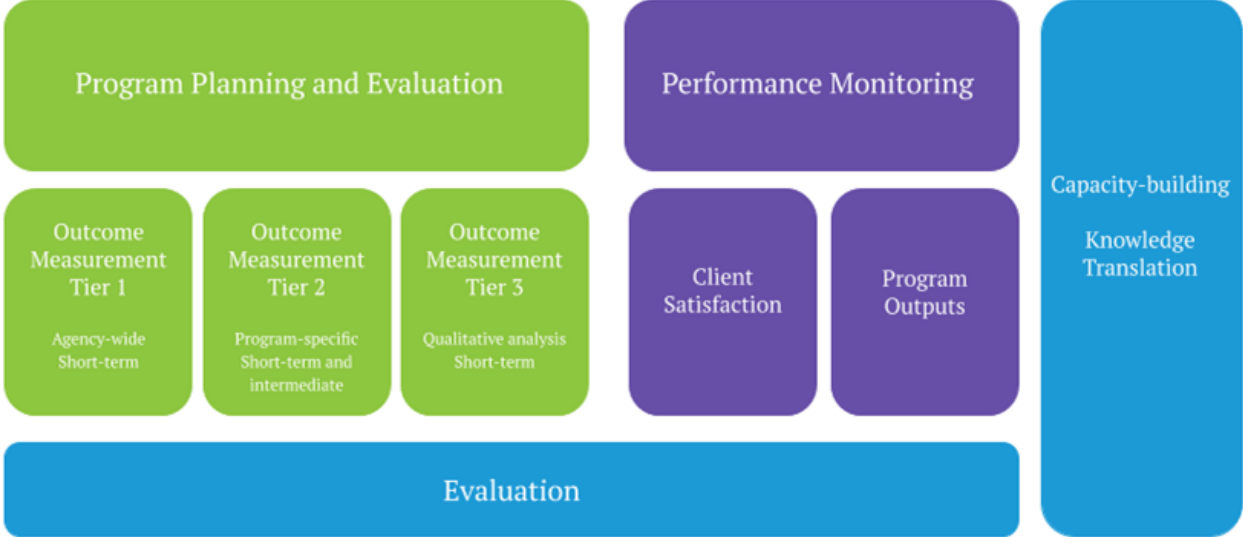 Program Planning and Evaluation
Performance Monitoring
Outcome
Measurement
Tier 1
Agency-wide
Short-term
Outcome
Measurement
Tier 2
Program-specific
Short-term and
intermediate
Outcome
Measurement
Tier 3
Qualitative analysis
Short-term
Client
Satisfaction
Program
Outputs
Capacity-building
Knowledge
Translation
Evaluation